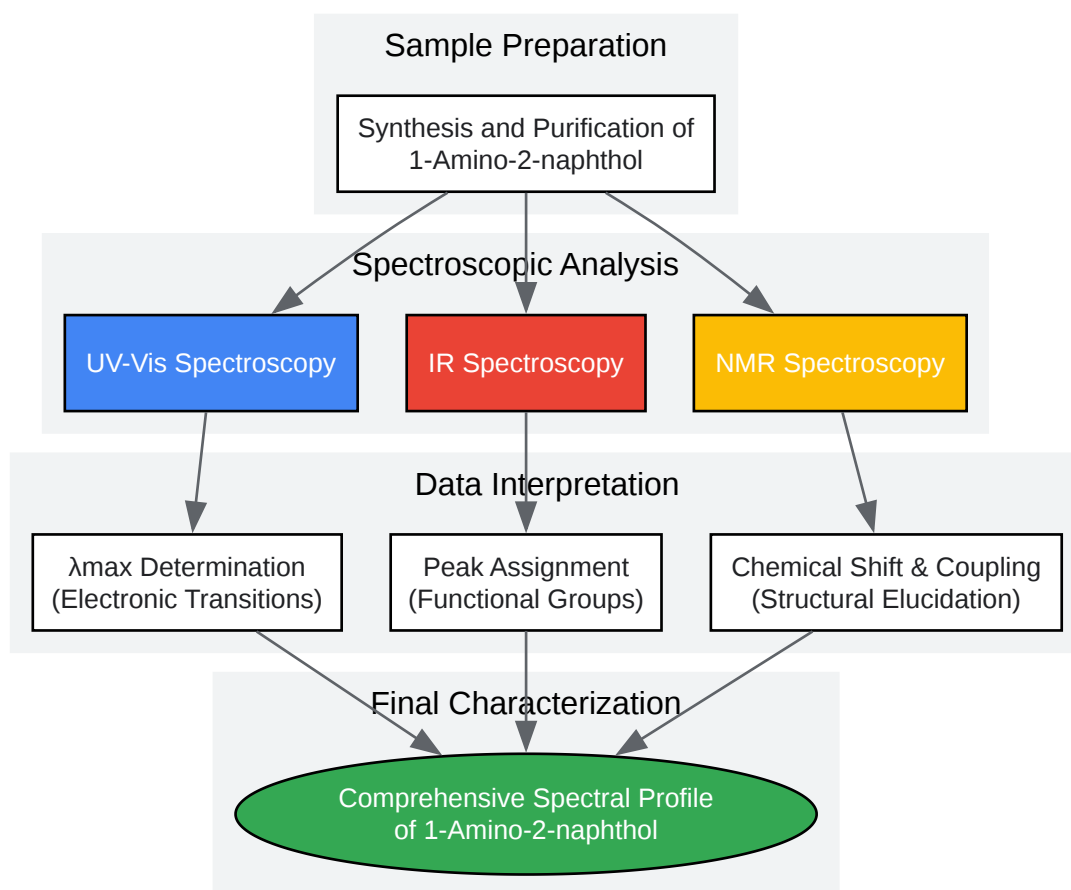 Sample Preparation
Synthesis and Purification of
1-Amino-2-naphthol
Spectroscopic Analysis
UV-Vis Spectroscopy
IR Spectroscopy
NMR Spectroscopy
Data Interpretation
λmax Determination
(Electronic Transitions)
Peak Assignment
(Functional Groups)
Chemical Shift & Coupling
(Structural Elucidation)
Final Characterization
Comprehensive Spectral Profile
of 1-Amino-2-naphthol